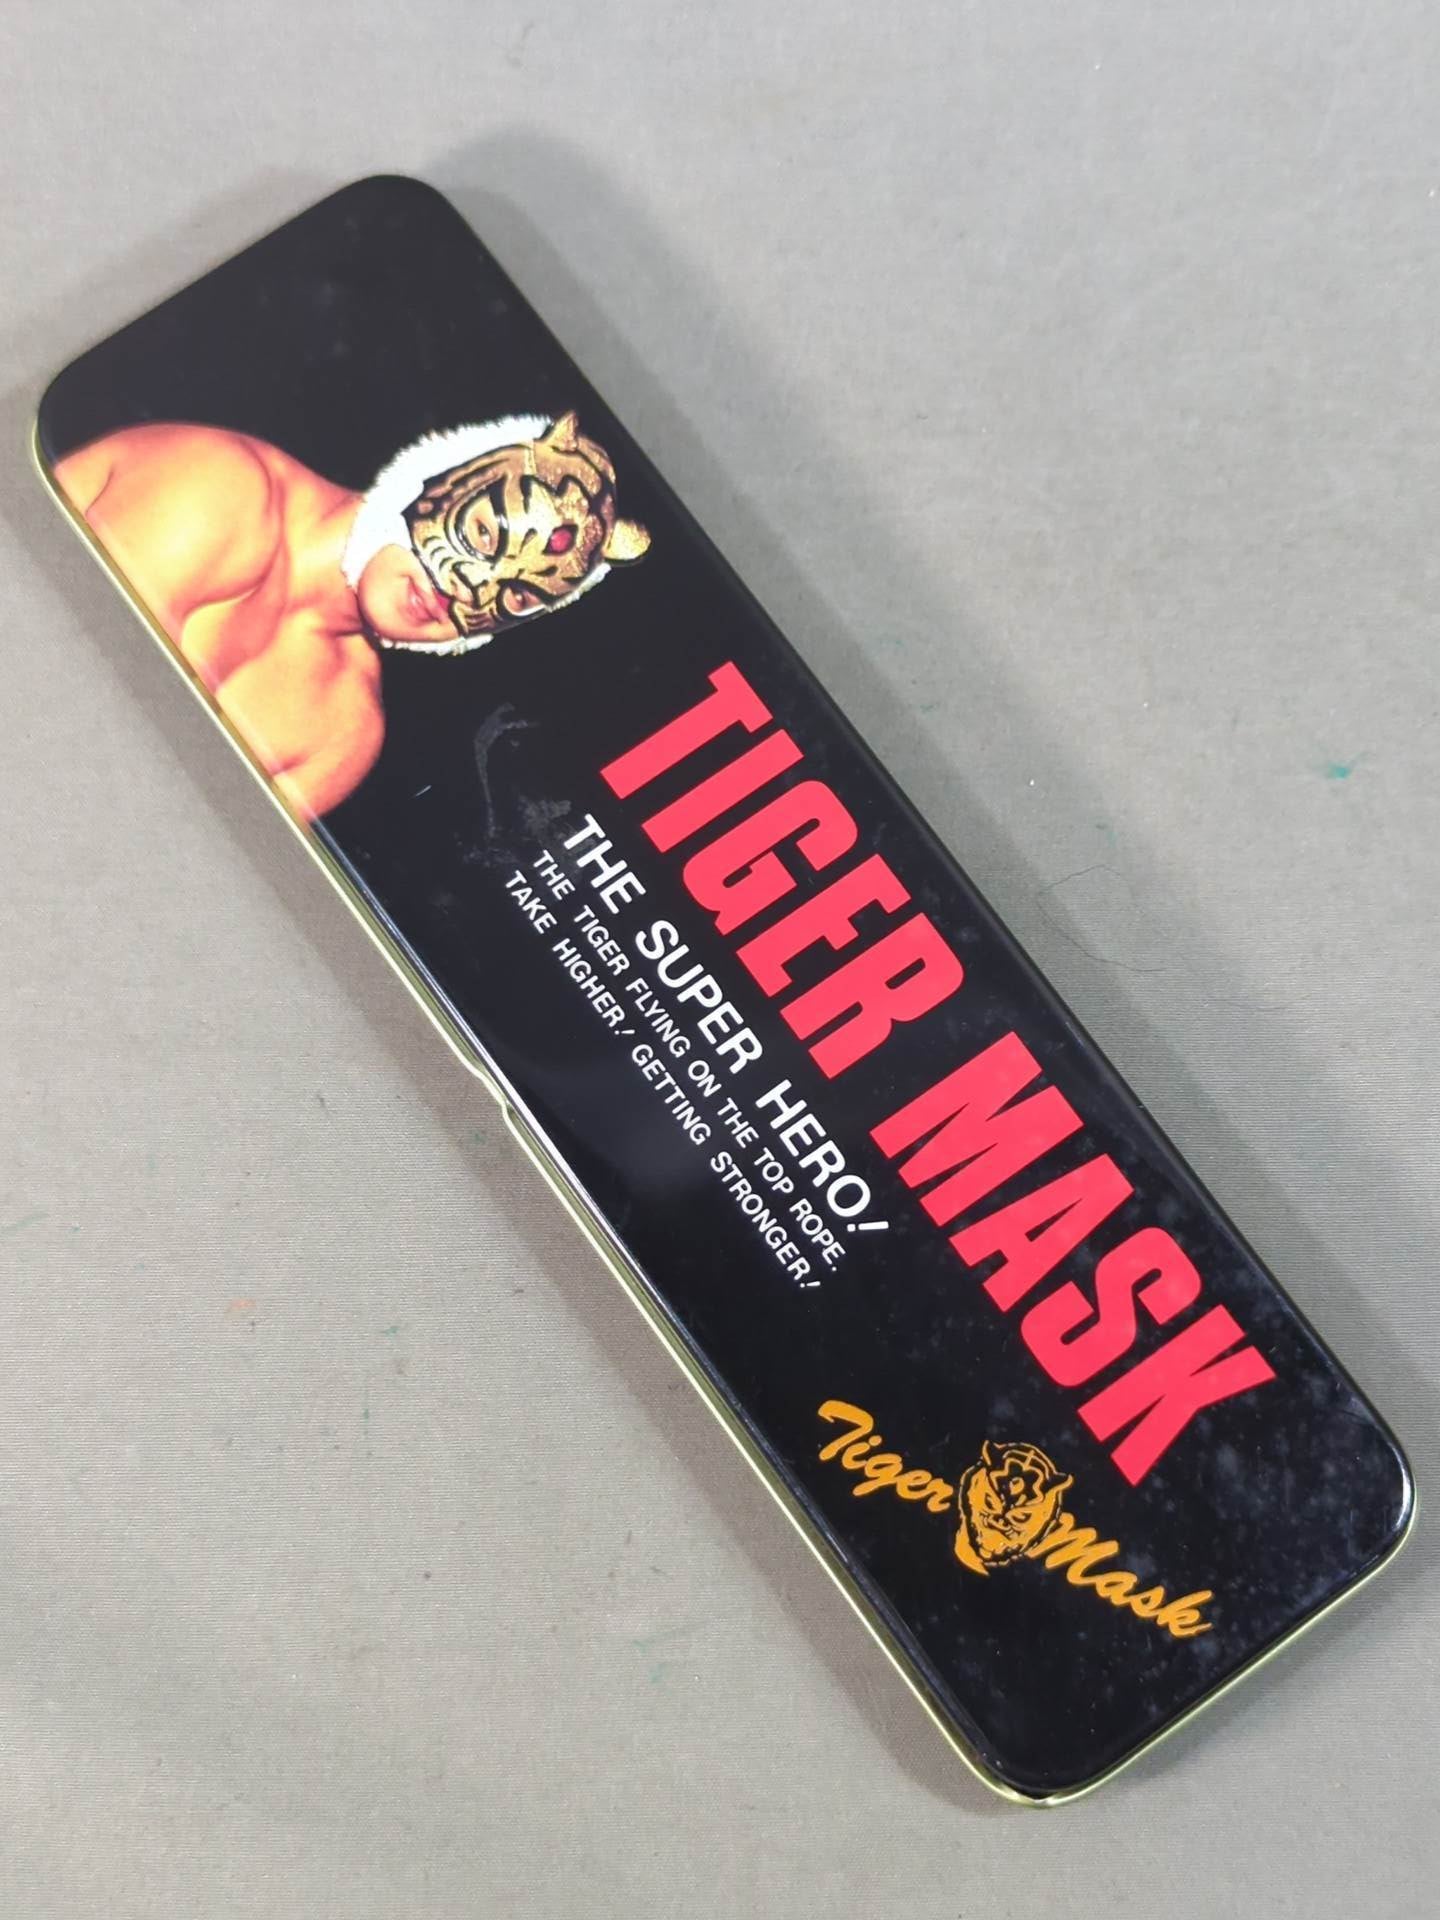 TIGER MASK
THE SUPER HERO!
THE TIGER FLYING ON THE TOP ROPE.
TAKE HIGHER! GETTING STRONGER!
Tiger Mask